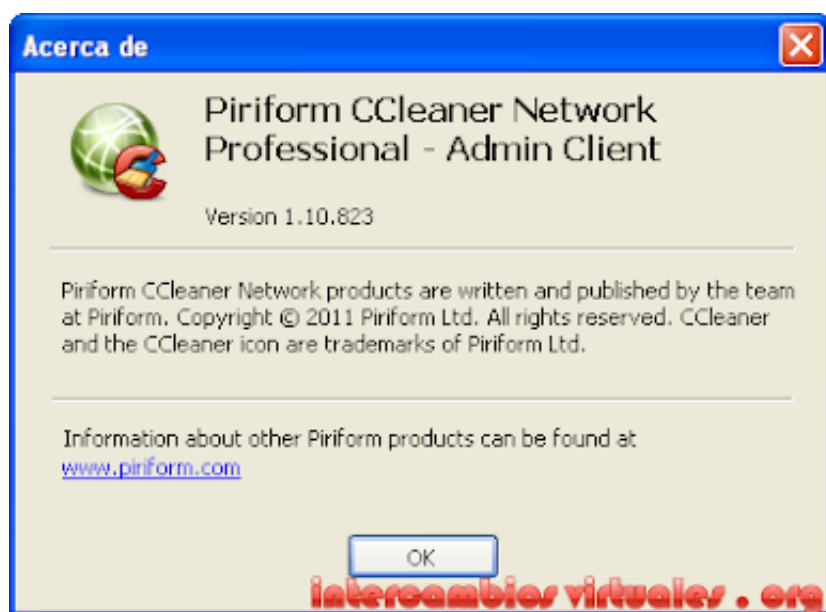 Acerca de
Piriform CCleaner Network
Professional - Admin Client
Version 1.10.823
Piriform CCleaner Network products are written and published by the team
at Piriform. Copyright © 2011 Piriform Ltd. All rights reserved. CCleaner
and the CCleaner icon are trademarks of Piriform Ltd.
Information about other Piriform products can be found at
www.piriform.com
OK
intercambios virtuales . org